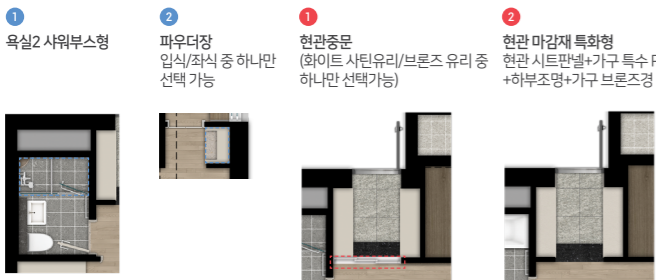 1
욕실2 샤워부스형
2
파우더장
입식/좌식 중 하나만
선택 가능
1
현관중문
(화이트 사틴유리/브론즈 유리 중
하나만 선택가능)
2
현관 마감재 특화형
현관 시트판넬+가구 특수
+하부조명+가구 브론즈경